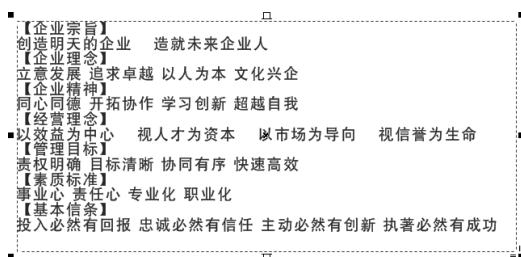 【企业宗旨】
创造明天的企业 造就未来企业人
【企业理念】
立意发展 追求卓越 以人为本 文化兴企
【企业精神】
同心同德 开拓协作 学习创新 超越自我
【经营理念】
以效益为中心 视人才为资本 以市场为导向 视信誉为生命
【管理目标】
责权明确 目标清晰 协同有序 快速高效
【素质标准】
事业心 责任心 专业化 职业化
【基本信条】
投入必然有回报 忠诚必然有信任 主动必然有创新 执著必然有成功